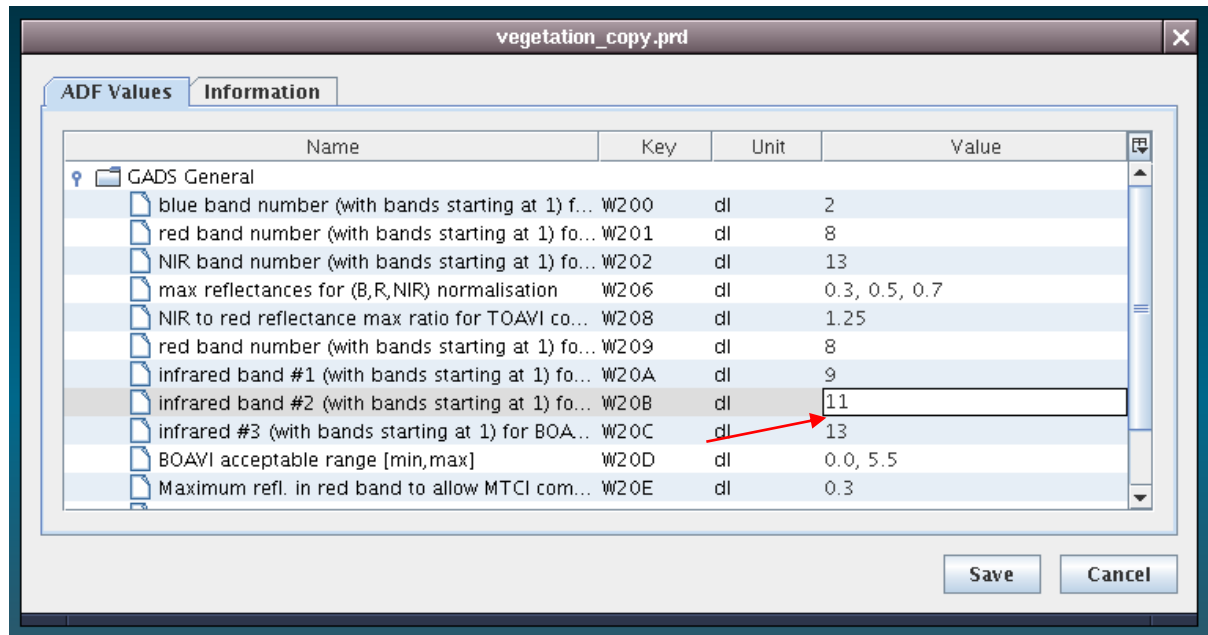 vegetation_copy.prd
ADF Values Information
Name Key Unit Value
GADS General
blue band number (with bands starting at 1) f... W200 dl 2
red band number (with bands starting at 1) fo... W201 dl 8
NIR band number (with bands starting at 1) fo... W202 dl 13
max reflectances for (B,R,NIR) normalisation W206 dl 0.3, 0.5, 0.7
NIR to red reflectance max ratio for TOAVI co... W208 dl 1.25
red band number (with bands starting at 1) fo... W209 dl 8
infrared band #1 (with bands starting at 1) fo... W20A dl 9
infrared band #2 (with bands starting at 1) fo... W20B dl 11
infrared #3 (with bands starting at 1) for BOA... W20C dl 13
BOAVI acceptable range [min,max] W20D dl 0.0, 5.5
Maximum refl. in red band to allow MTCI com... W20E dl 0.3
Save Cancel